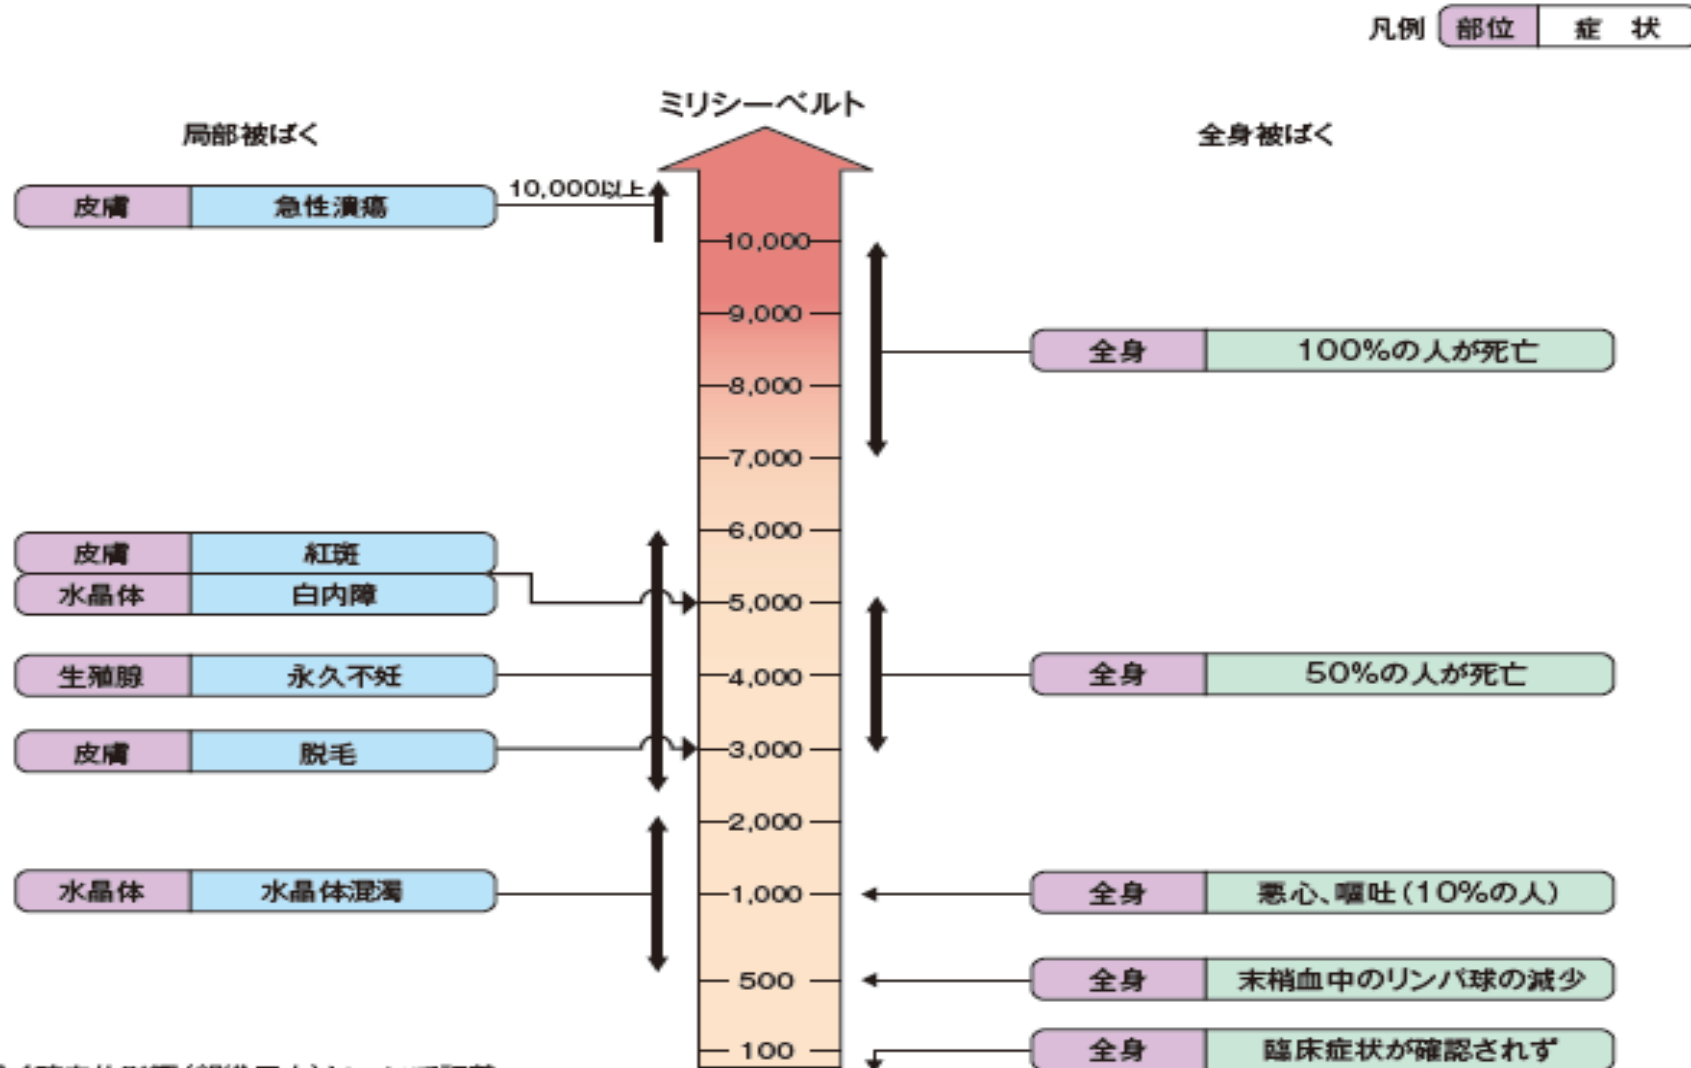 凡例 部位 症 状
ミリシーベルト
局部被ばく
全身被ばく
皮膚 急性潰瘍
10,000以上
10,000
9,000
全身 100%の人が死亡
8,000
7,000
6,000
皮膚 紅斑
水晶体 白内障
5,000
生殖腺 永久不妊
4,000
全身 50%の人が死亡
皮膚 脱毛
3,000
2,000
水晶体 水晶体混濁
1,000
全身 悪心、嘔吐(10%の人)
500
全身 末梢血中のリンパ球の減少
100
全身 臨床症状が確認されず